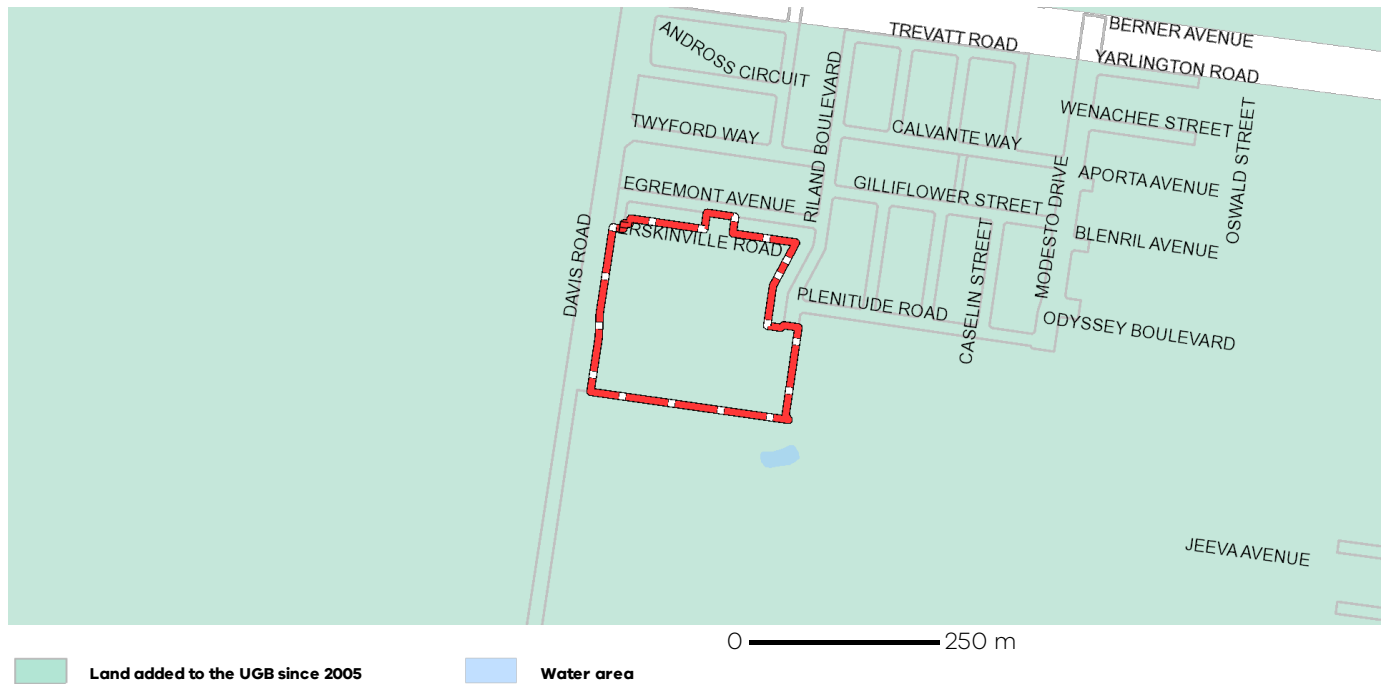 BERNER AVENUE
TREVATT ROAD
ANDROSS CIRCUIT
YARLINGTON ROAD
WENACHEE STREET
TWYFORD WAY
CALVANTE WAY
RILAND BOULEVARD
OSWALD STREET
APORTA AVENUE
EGREMONT AVENUE
GILLIFLOWER STREET
MODESTO DRIVE
ERSKINVILLE ROAD
BLENRIL AVENUE
DAVIS ROAD
CASELIN STREET
PLENITUDE ROAD
ODYSSEY BOULEVARD
JEEVA AVENUE
0 250 m
Land added to the UGB since 2005
Water area